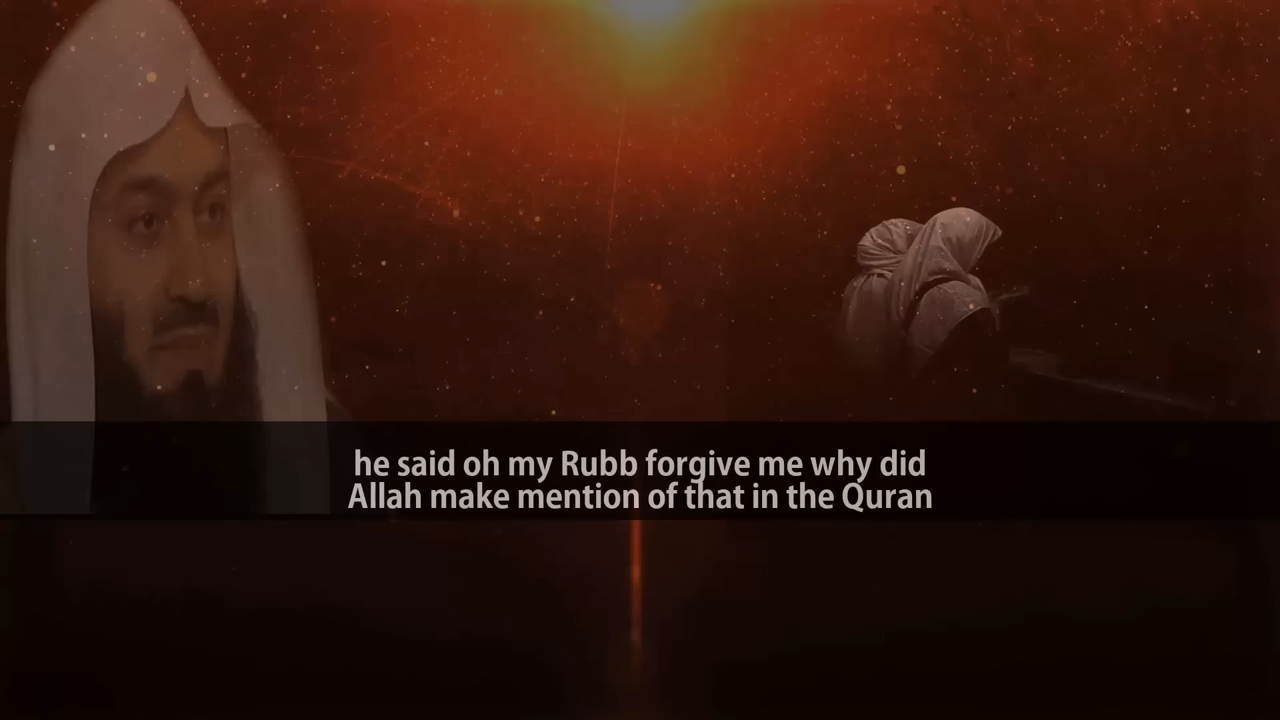 he said oh my Rubb forgive me why did
Allah make mention of that in the Quran